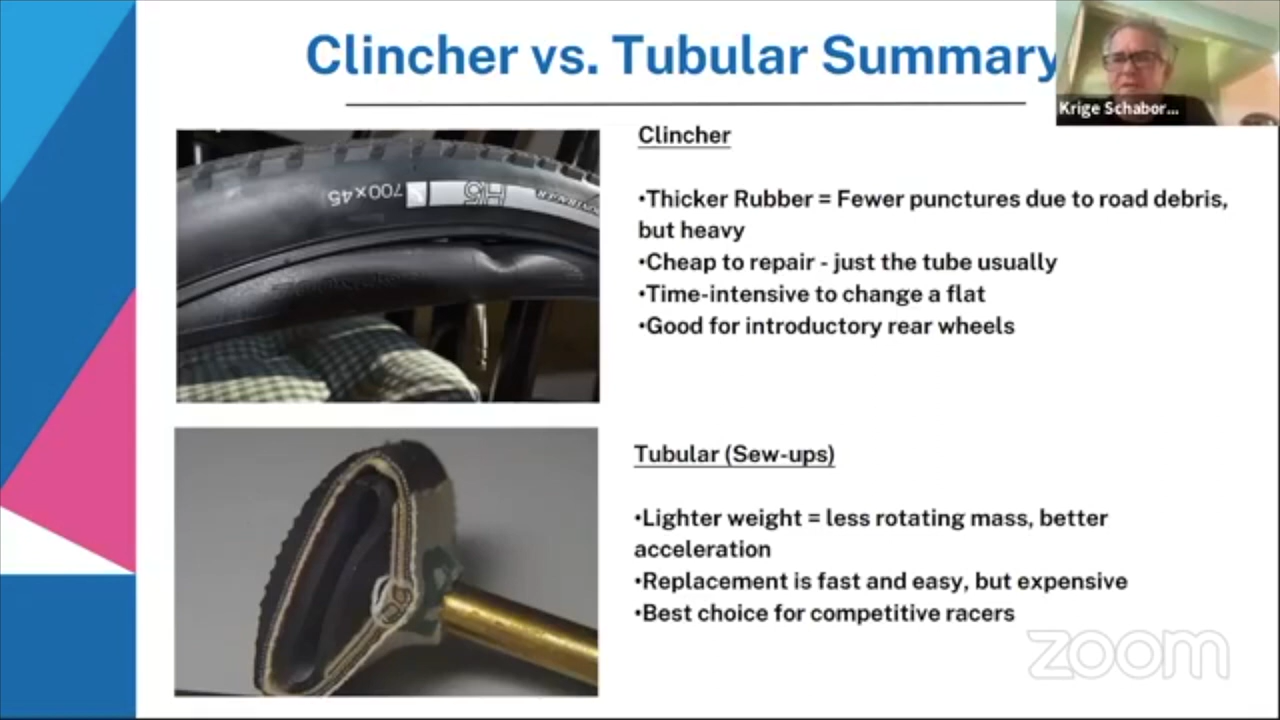 Clincher vs. Tubular Summary
Krige Schabor...
Clincher
700x45
H5
•Thicker Rubber = Fewer punctures due to road debris,
but heavy
•Cheap to repair - just the tube usually
•Time-intensive to change a flat
•Good for introductory rear wheels
Tubular (Sew-ups)
•Lighter weight = less rotating mass, better
acceleration
•Replacement is fast and easy, but expensive
•Best choice for competitive racers
zoom